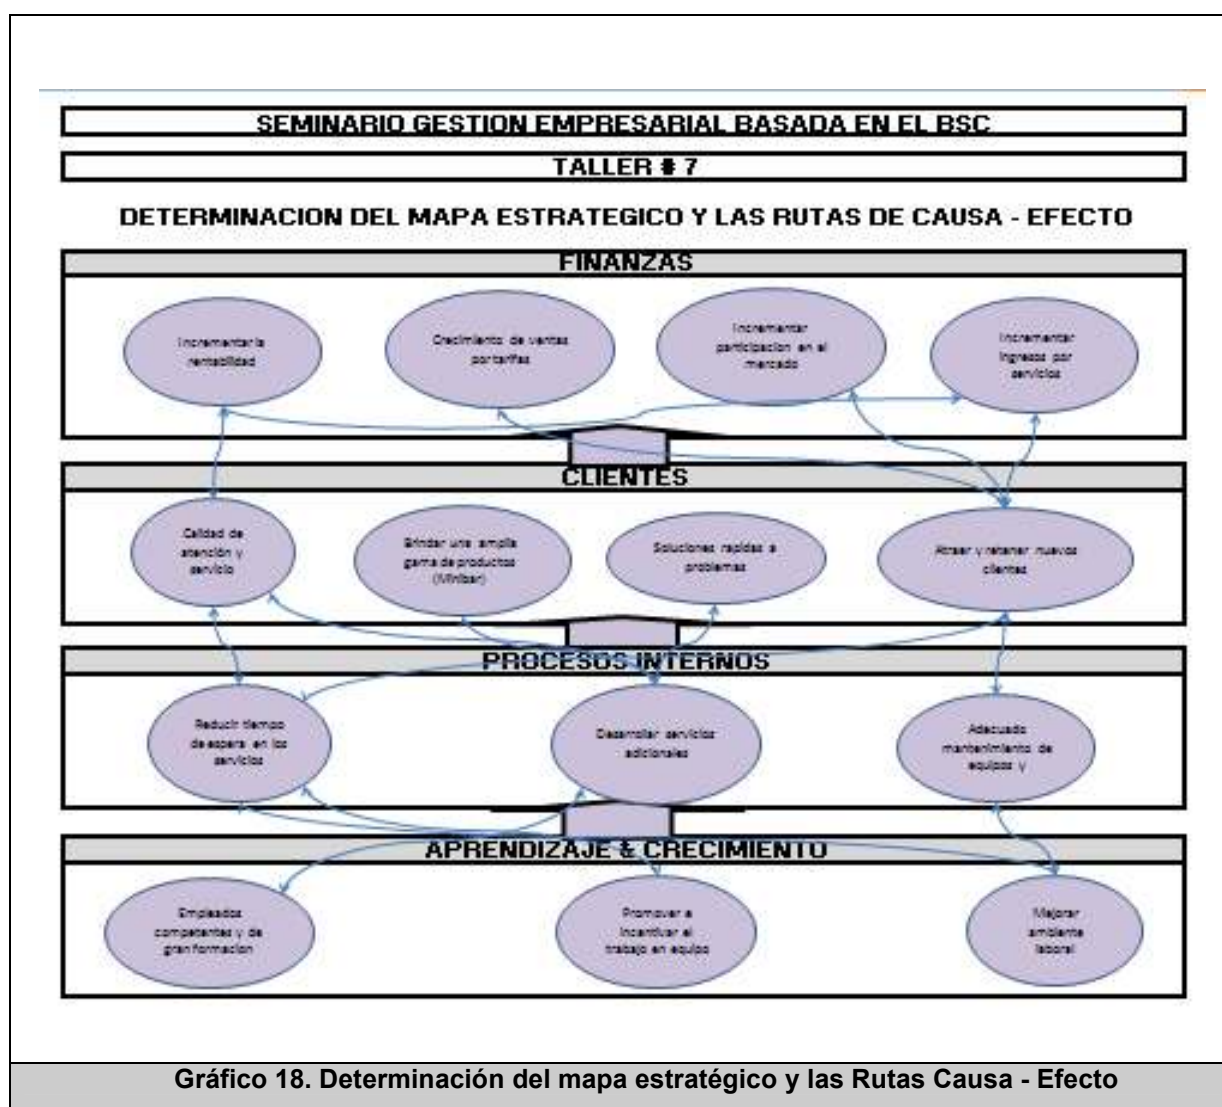 SEMINARIO GESTION EMPRESARIAL BASADA EN EL BSC
TALLER # 7
DETERMINACION DEL MAPA ESTRATEGICO Y LAS RUTAS DE CAUSA - EFECTO
FINANZAS
Incrementar la
rentabilidad
Crecimiento de ventas
por tarifas
Incrementar
participacion en el
mercado
Incrementar
ingresos por
servicios
CLIENTES
Calidad de
atención y
servicio
Brindar una amplia
gama de productos
(Minibar)
Soluciones rapidas a
problemas
Atraer y retener nuevos
clientes
PROCESOS INTERNOS
Reducir tiempo
de espera en los
servicios
Desarrollar servicios
adicionales
Adecuado
mantenimiento de
equipos y
APRENDIZAJE & CRECIMIENTO
Empleados
competentes y de
gran formacion
Promover e
incentivar el
trabajo en equipo
Mejorar
ambiente
laboral
Gráfico 18. Determinación del mapa estratégico y las Rutas Causa - Efecto